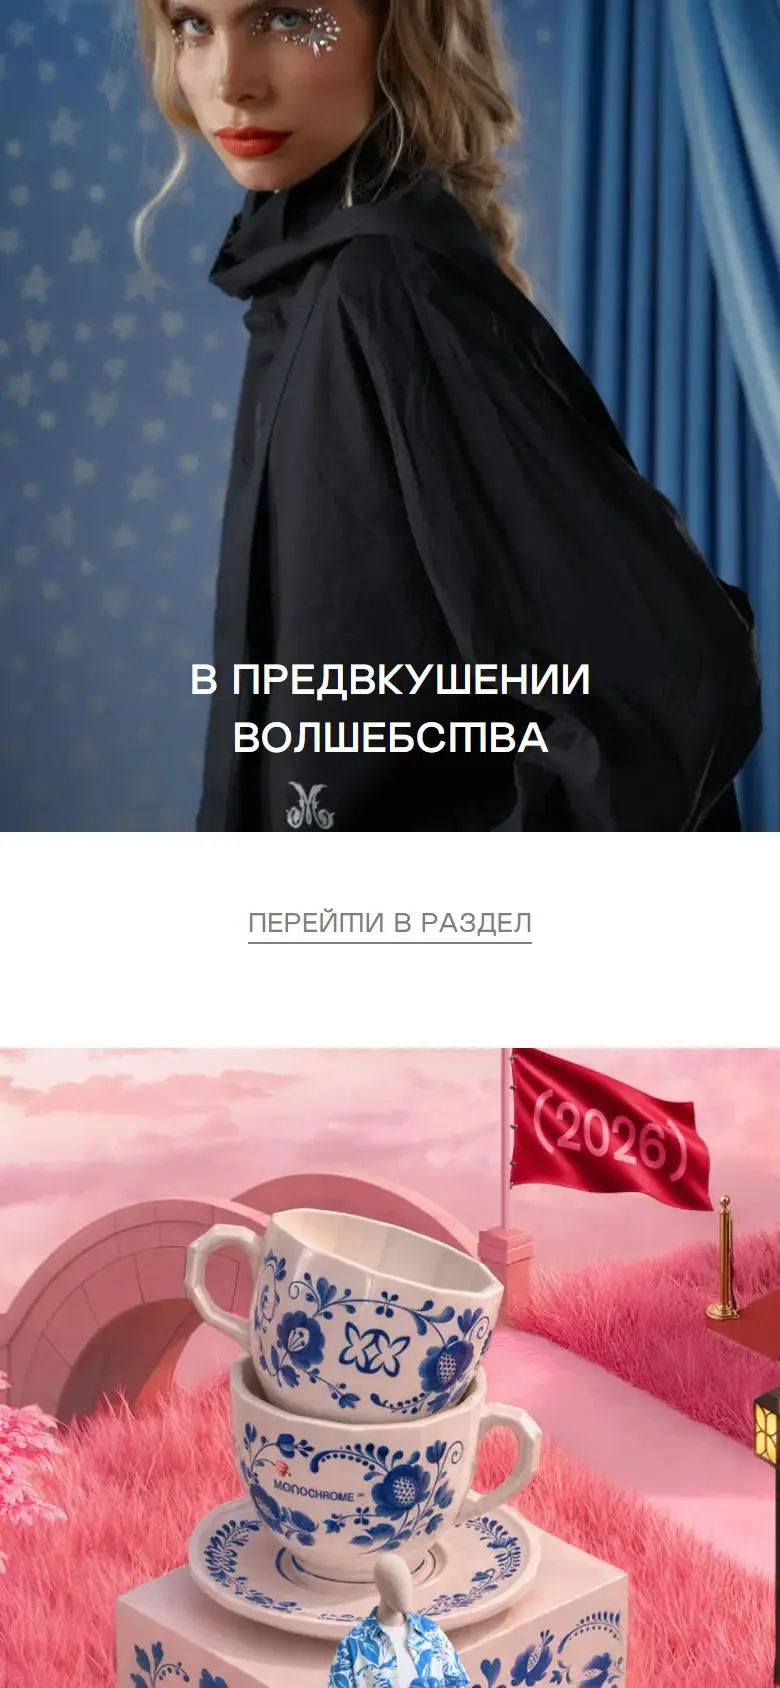 В ПРЕДВКУШЕНИИ
ВОЛШЕБСТВА
M
ПЕРЕЙТИ В РАЗДЕЛ
(2026)
MONOCHROME